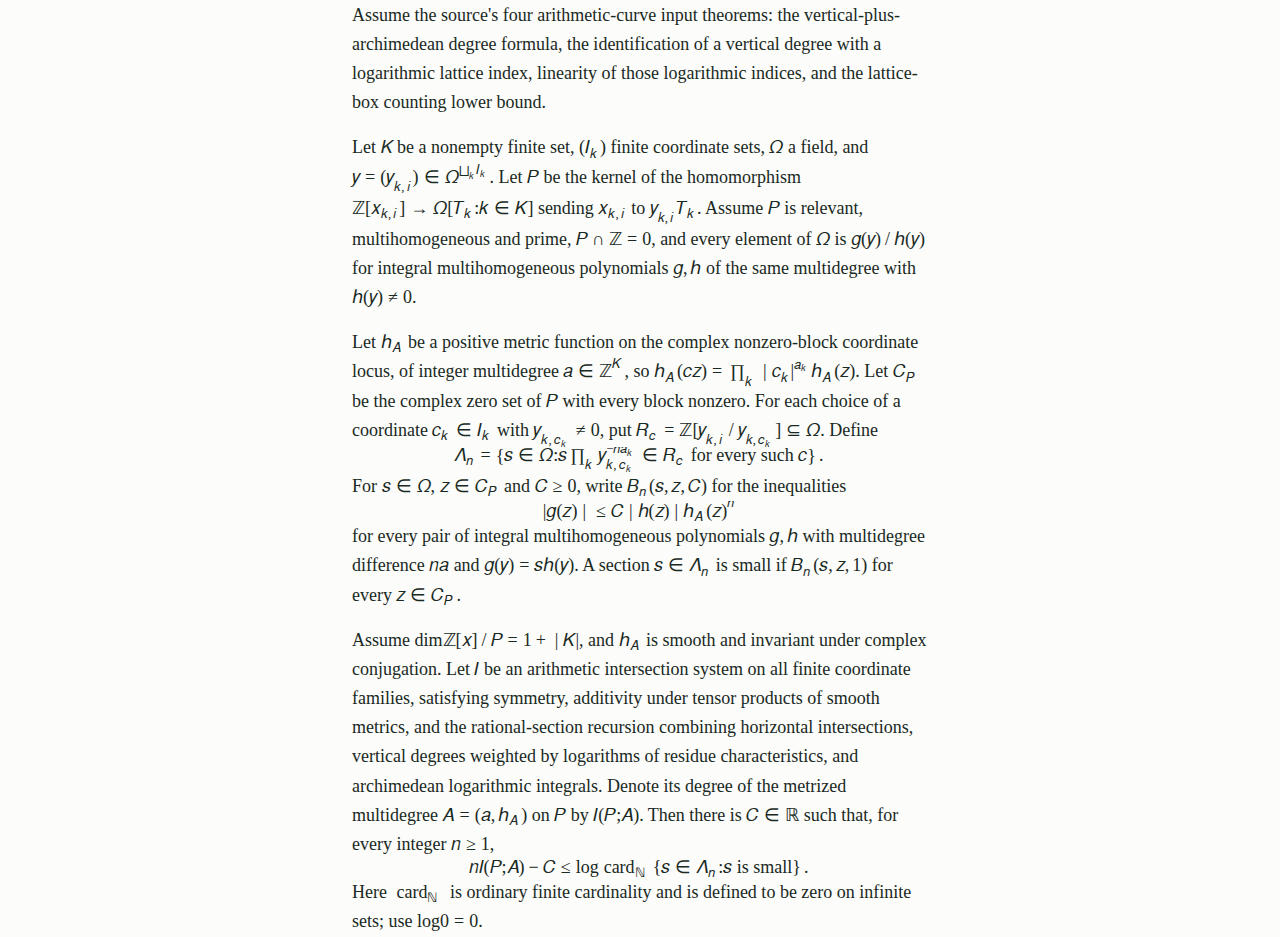 Assume the source's four arithmetic-curve input theorems: the vertical-plus-
archimedean degree formula, the identification of a vertical degree with a
logarithmic lattice index, linearity of those logarithmic indices, and the lattice-
box counting lower bound.
Let K be a nonempty finite set, (I_k) finite coordinate sets, Ω a field, and
y = (y_{k,i}) ∈ Ω^{⊔_k I_k}. Let P be the kernel of the homomorphism
ℤ[x_{k,i}] → Ω[T_k : k ∈ K] sending x_{k,i} to y_{k,i}T_k. Assume P is relevant,
multihomogeneous and prime, P ∩ ℤ = 0, and every element of Ω is g(y) / h(y)
for integral multihomogeneous polynomials g, h of the same multidegree with
h(y) ≠ 0.
Let h_A be a positive metric function on the complex nonzero-block coordinate
locus, of integer multidegree a ∈ ℤ^K, so h_A(cz) = ∏_k |c_k|^{a_k} h_A(z). Let C_P
be the complex zero set of P with every block nonzero. For each choice of a
coordinate c_k ∈ I_k with y_{k,c_k} ≠ 0, put R_c = ℤ[y_{k,i} / y_{k,c_k}] ⊆ Ω. Define
Λ_n = {s ∈ Ω : s ∏_k y_{k,c_k}^{−na_k} ∈ R_c for every such c} .
For s ∈ Ω, z ∈ C_P and C ≥ 0, write B_n(s, z, C) for the inequalities
|g(z)| ≤ C|h(z)|h_A(z)^n
for every pair of integral multihomogeneous polynomials g, h with multidegree
difference na and g(y) = sh(y). A section s ∈ Λ_n is small if B_n(s, z, 1) for
every z ∈ C_P.
Assume dimℤ[x] / P = 1 + |K|, and h_A is smooth and invariant under complex
conjugation. Let I be an arithmetic intersection system on all finite coordinate
families, satisfying symmetry, additivity under tensor products of smooth
metrics, and the rational-section recursion combining horizontal intersections,
vertical degrees weighted by logarithms of residue characteristics, and
archimedean logarithmic integrals. Denote its degree of the metrized
multidegree A = (a, h_A) on P by I(P; A). Then there is C ∈ ℝ such that, for
every integer n ≥ 1,
nI(P; A) − C ≤ log card_ℕ {s ∈ Λ_n : s is small} .
Here card_ℕ is ordinary finite cardinality and is defined to be zero on infinite
sets; use log0 = 0.